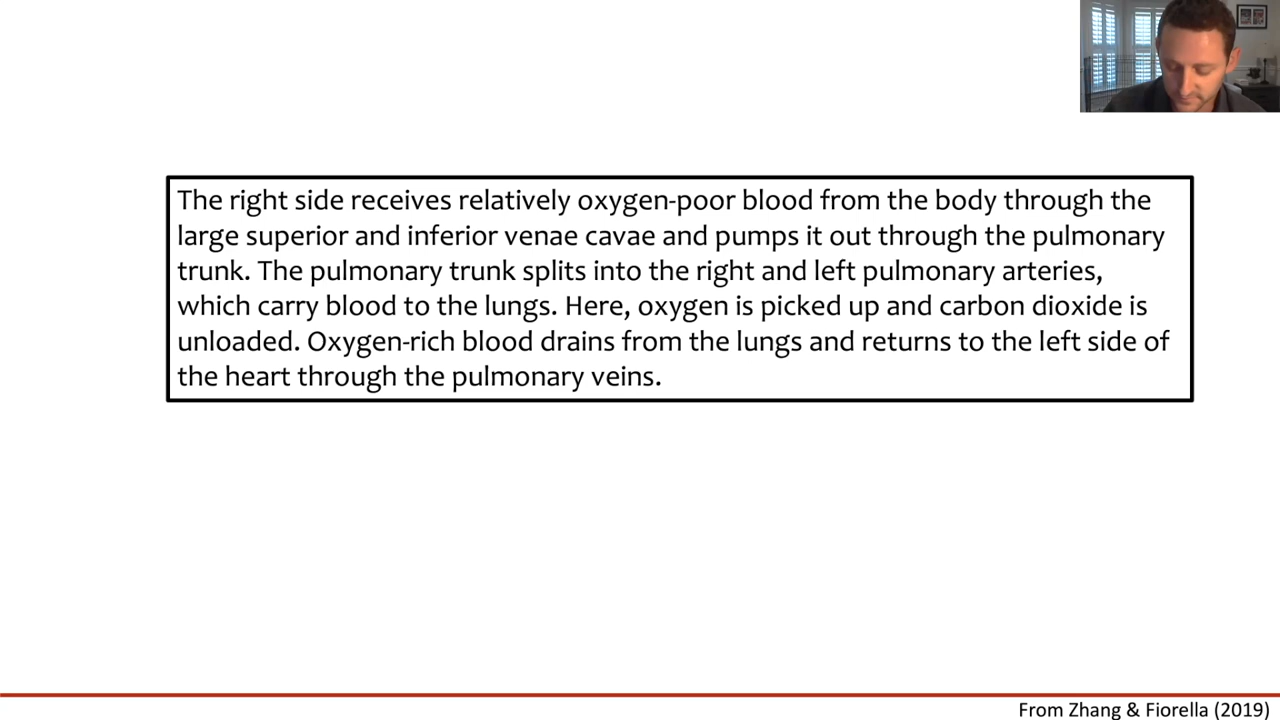 The right side receives relatively oxygen-poor blood from the body through the
large superior and inferior venae cavae and pumps it out through the pulmonary
trunk. The pulmonary trunk splits into the right and left pulmonary arteries,
which carry blood to the lungs. Here, oxygen is picked up and carbon dioxide is
unloaded. Oxygen-rich blood drains from the lungs and returns to the left side of
the heart through the pulmonary veins.
From Zhang & Fiorella (2019)